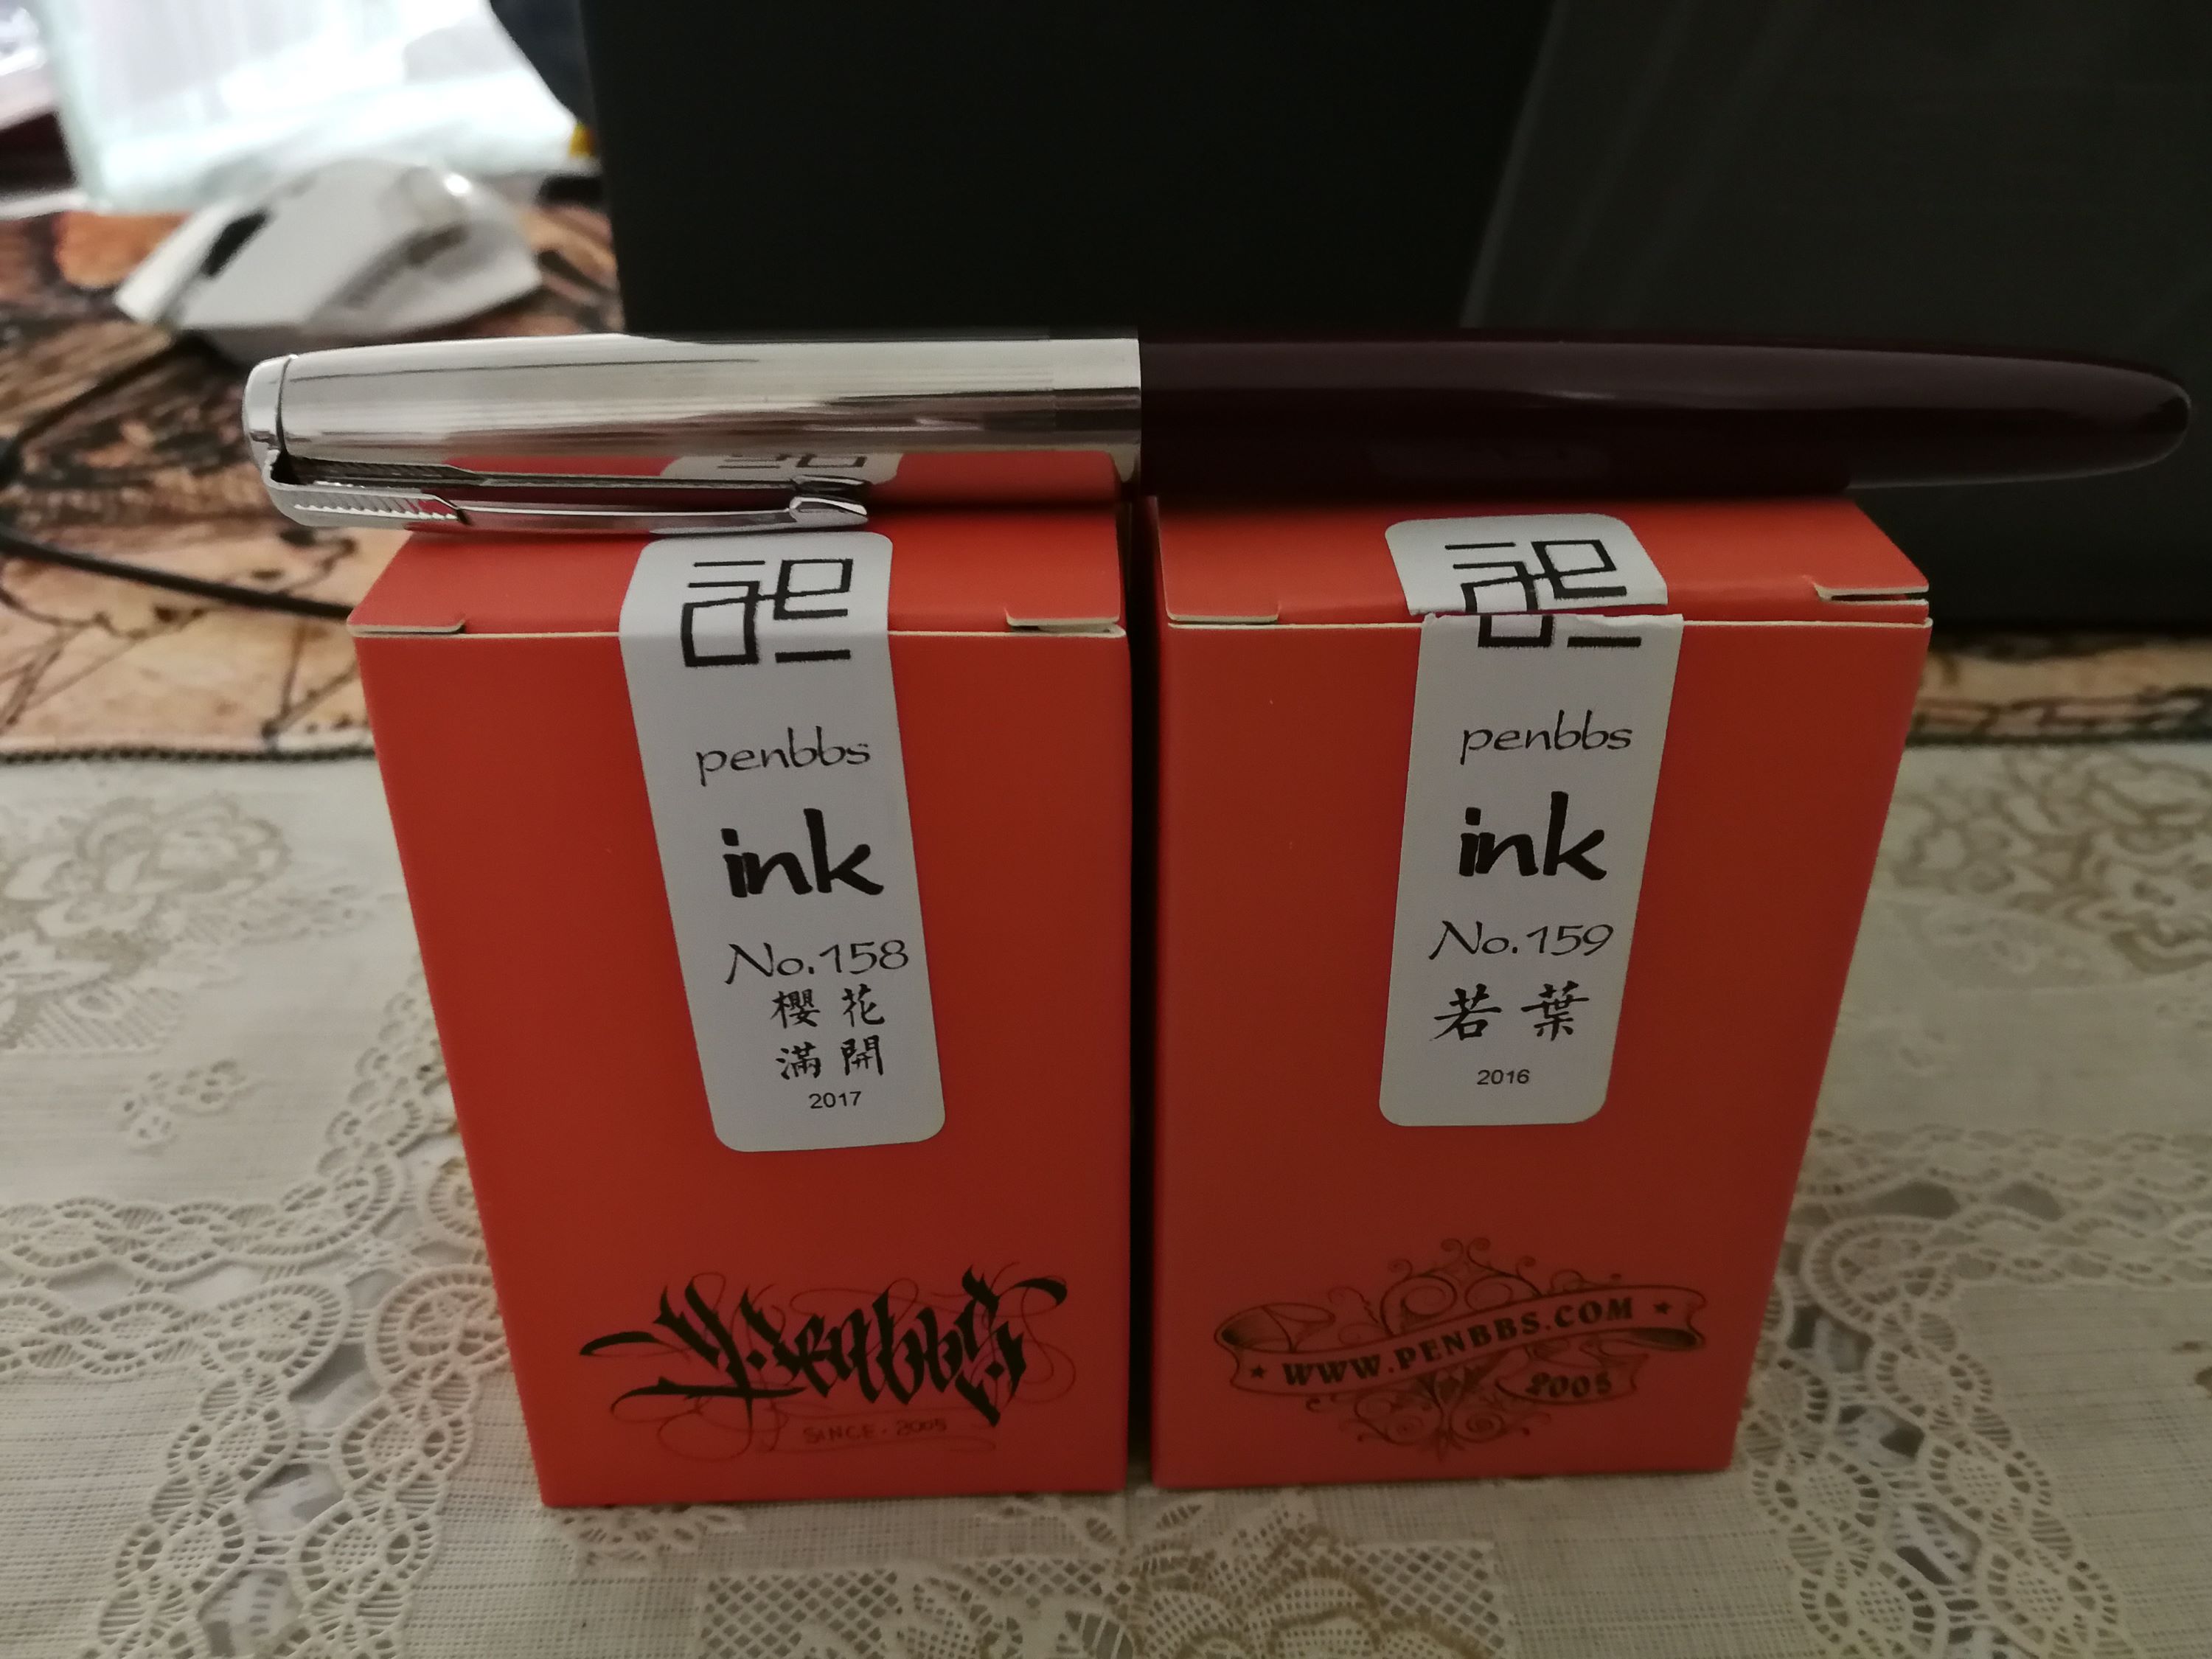 penbbs
ink
No.158
櫻花
滿開
2017
Penbbs
SINCE·2005
penbbs
ink
No.159
若葉
2016
WWW.PENBBS.COM
2005